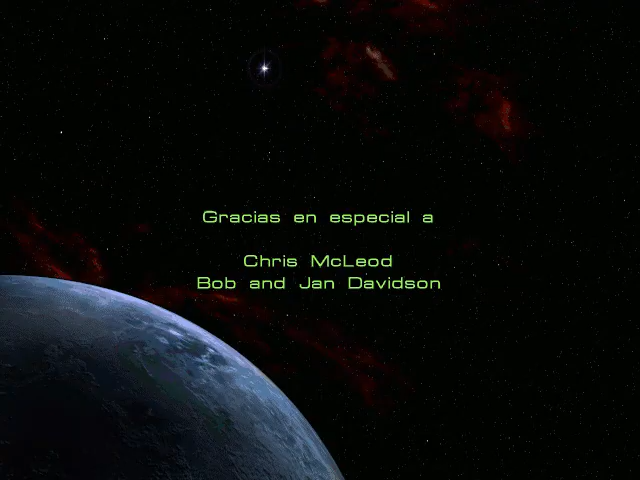 Gracias en especial a
Chris McLeod
Bob and Jan Davidson